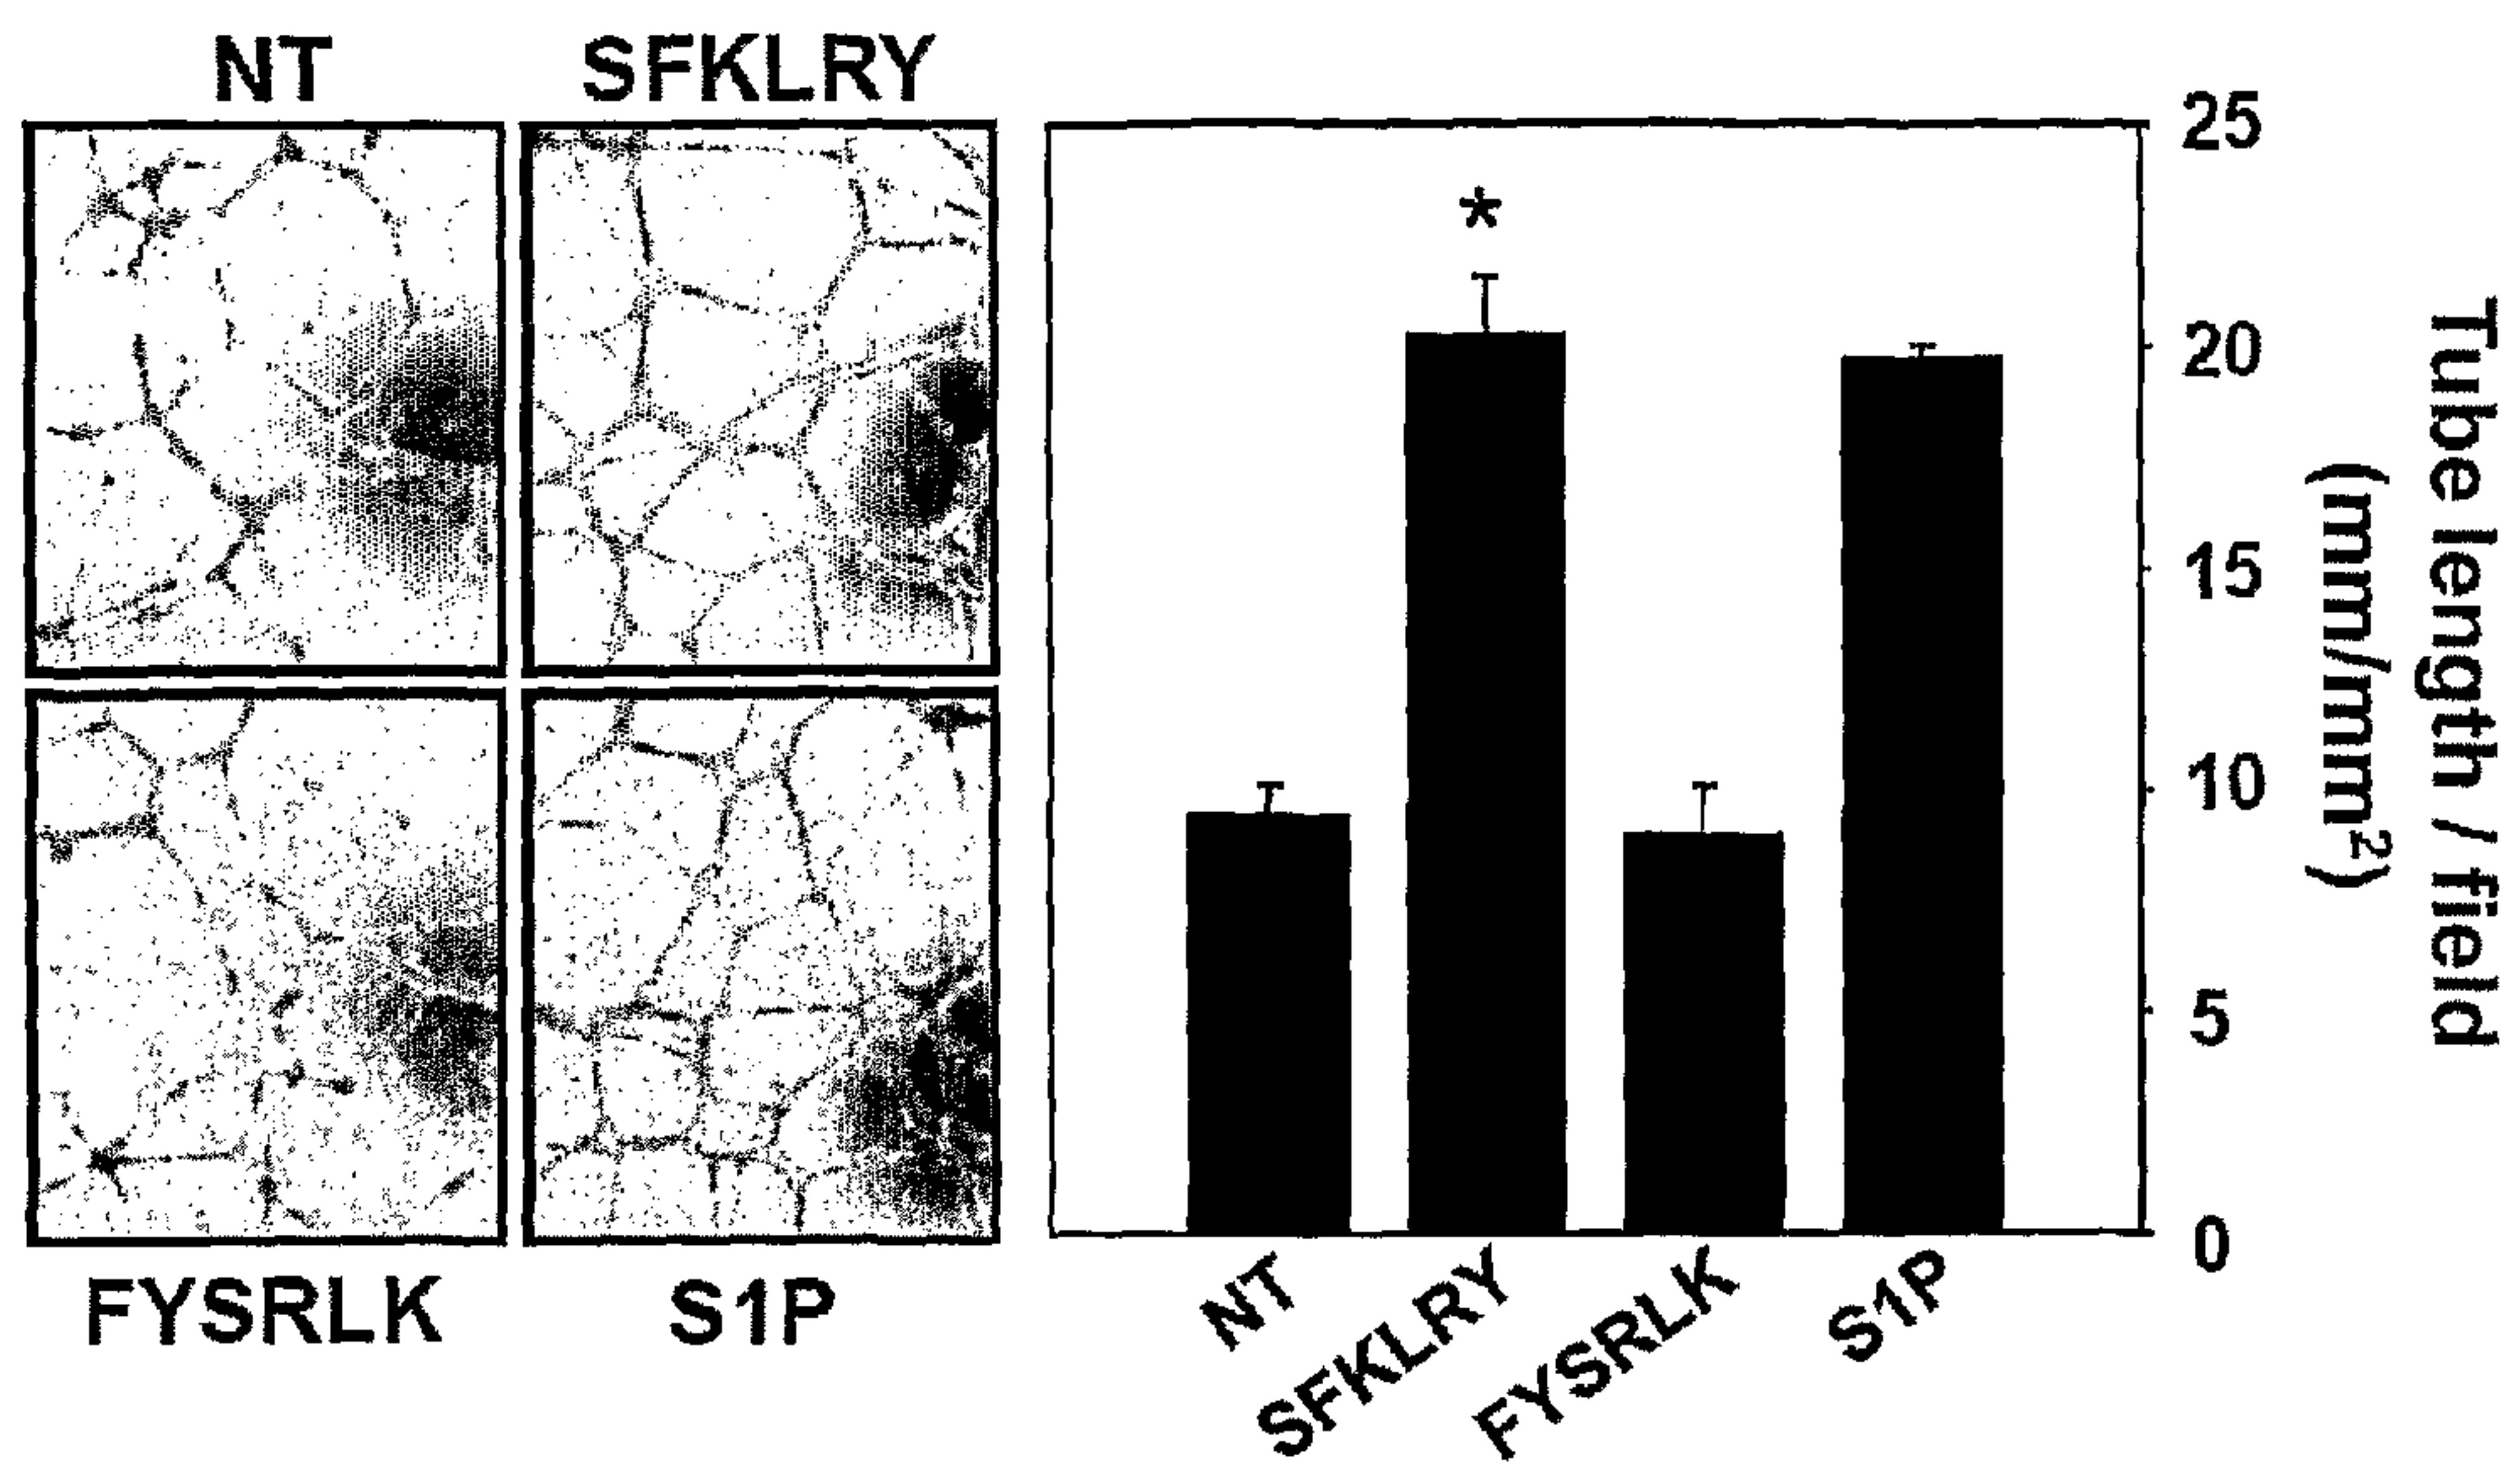 NT
SFKLRY
FYSRLK
S1P
*
25
20
15
10
5
0
Tube length / field
(mm/mm²)
NT
SFKLRY
FYSRLK
S1P